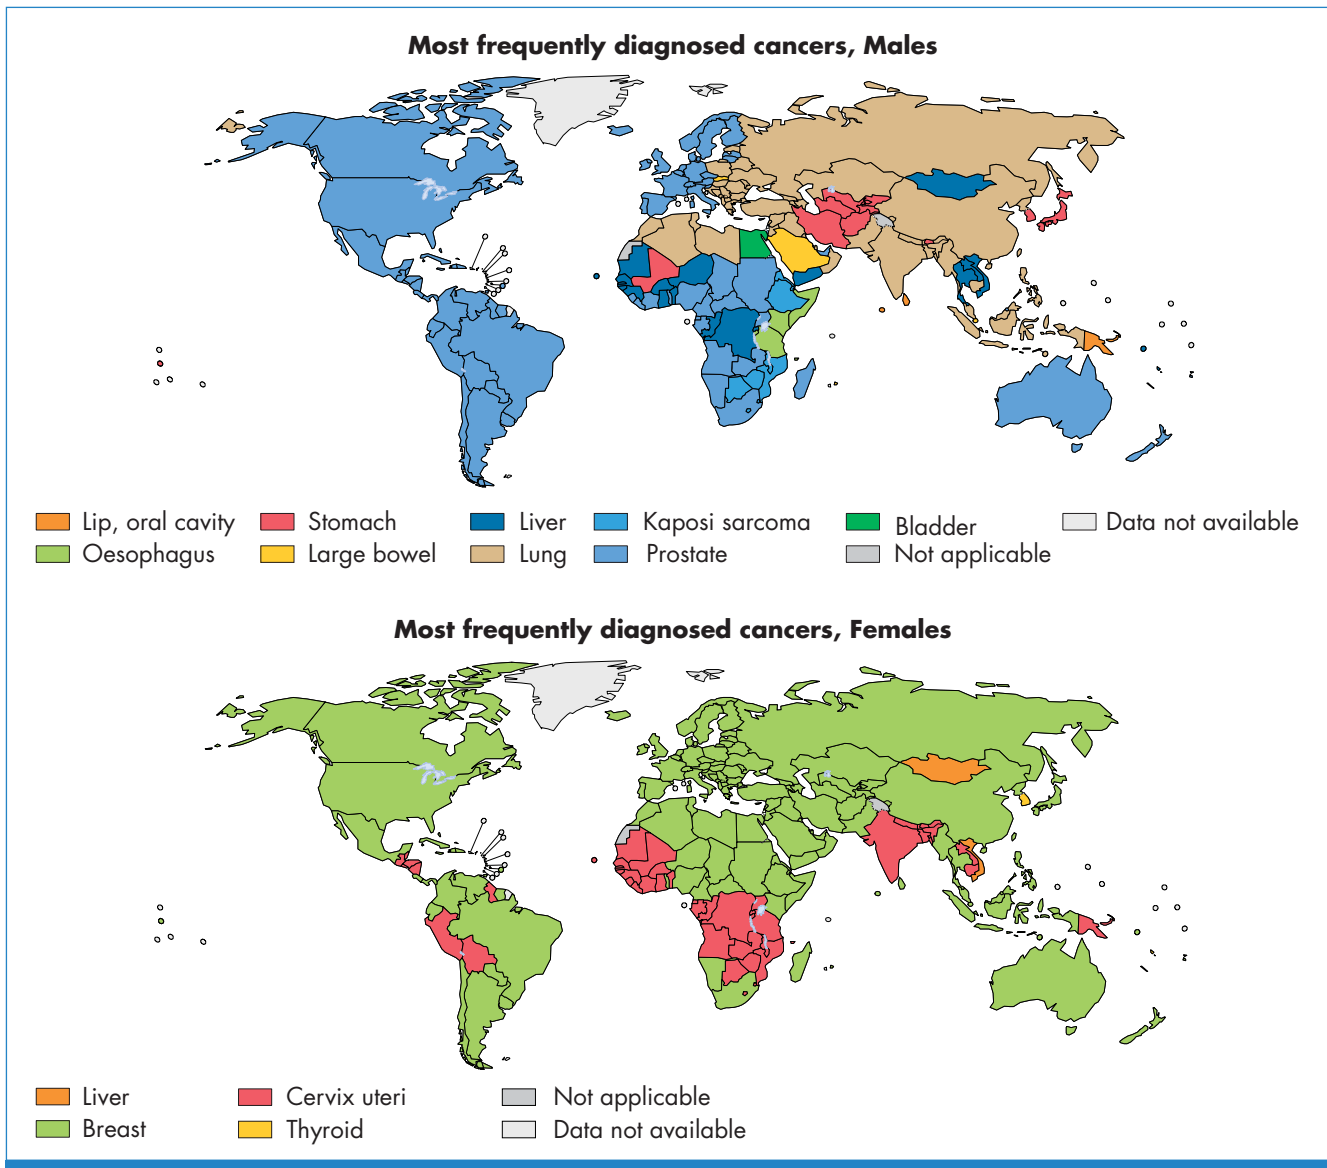 Most frequently diagnosed cancers, Males
Lip, oral cavity
Stomach
Liver
Kaposi sarcoma
Bladder
Data not available
Oesophagus
Large bowel
Lung
Prostate
Not applicable
Most frequently diagnosed cancers, Females
Liver
Cervix uteri
Not applicable
Breast
Thyroid
Data not available